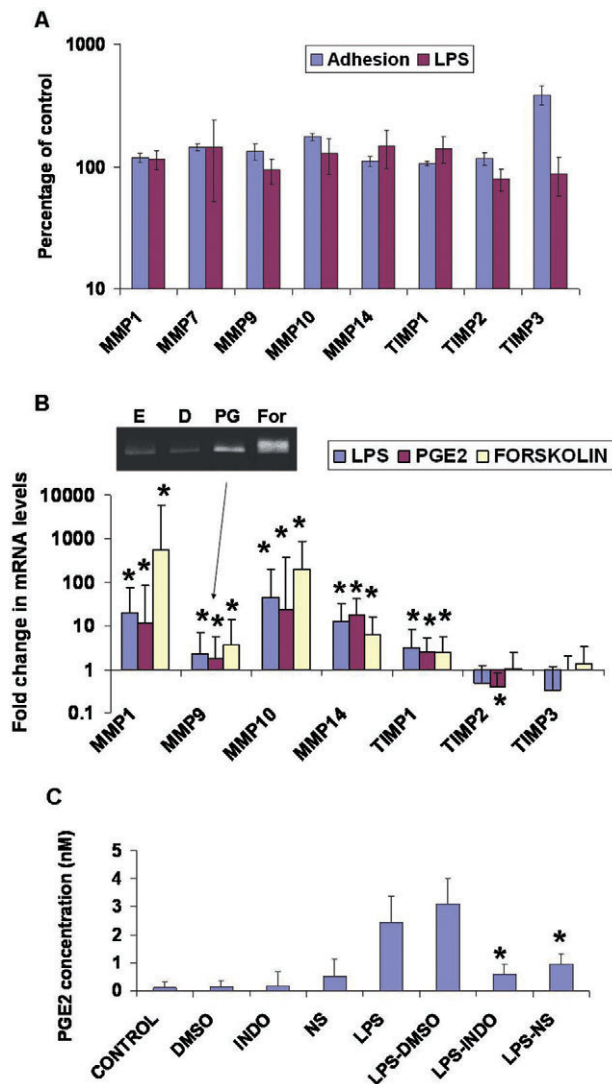 A
Adhesion LPS
Percentage of control
1000
100
10
MMP1 MMP7 MMP9 MMP10 MMP14 TIMP1 TIMP2 TIMP3
B
E D PG For
LPS PGE2 FORSKOLIN
Fold change in mRNA levels
10000
1000
100
10
1
0.1
* * * * * * * * * * * * * * * *
MMP1 MMP9 MMP10 MMP14 TIMP1 TIMP2 TIMP3
C
PGE2 concentration (nM)
5
4
3
2
1
0
* *
CONTROL DMSO INDO NS LPS LPS-DMSO LPS-INDO LPS-NS